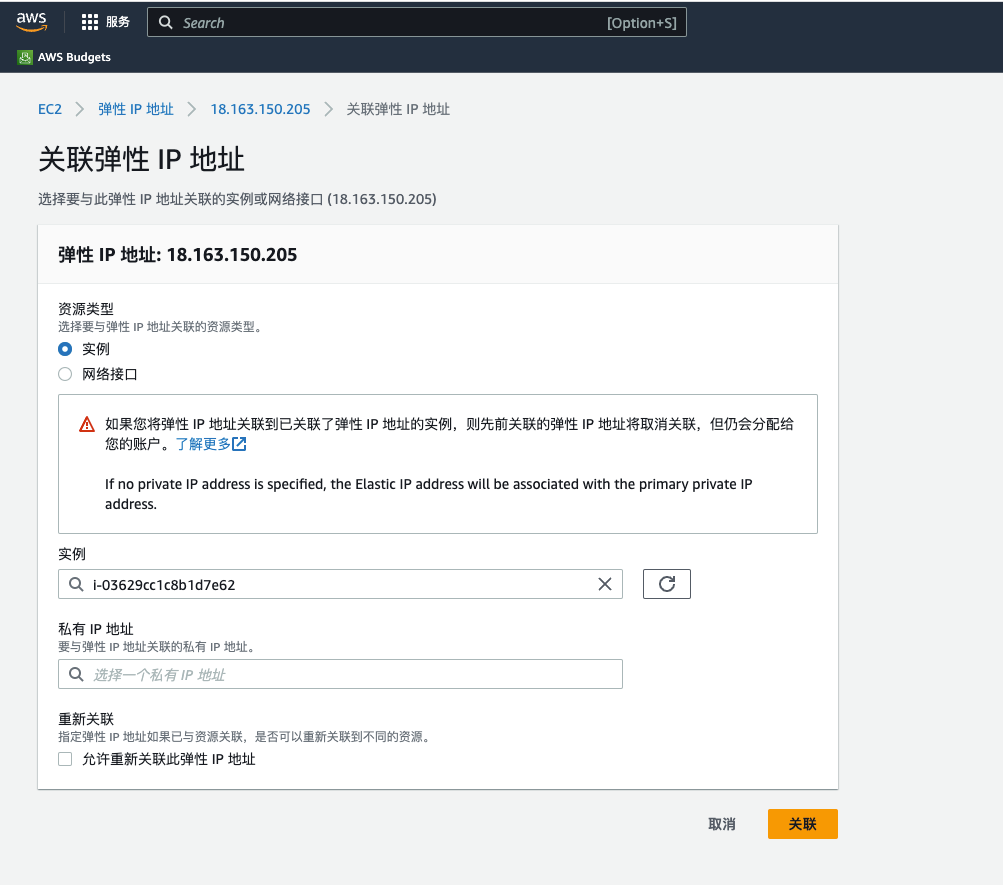 aws
服务
Search
[Option+S]
AWS Budgets
EC2 > 弹性 IP 地址 > 18.163.150.205 > 关联弹性 IP 地址
关联弹性 IP 地址
选择要与此弹性 IP 地址关联的实例或网络接口 (18.163.150.205)
弹性 IP 地址: 18.163.150.205
资源类型
选择要与弹性 IP 地址关联的资源类型。
实例
网络接口
如果您将弹性 IP 地址关联到已关联了弹性 IP 地址的实例，则先前关联的弹性 IP 地址将取消关联，但仍会分配给
您的账户。了解更多
If no private IP address is specified, the Elastic IP address will be associated with the primary private IP
address.
实例
i-03629cc1c8b1d7e62
私有 IP 地址
要与弹性 IP 地址关联的私有 IP 地址。
选择一个私有 IP 地址
重新关联
指定弹性 IP 地址如果已与资源关联，是否可以重新关联到不同的资源。
允许重新关联此弹性 IP 地址
取消
关联